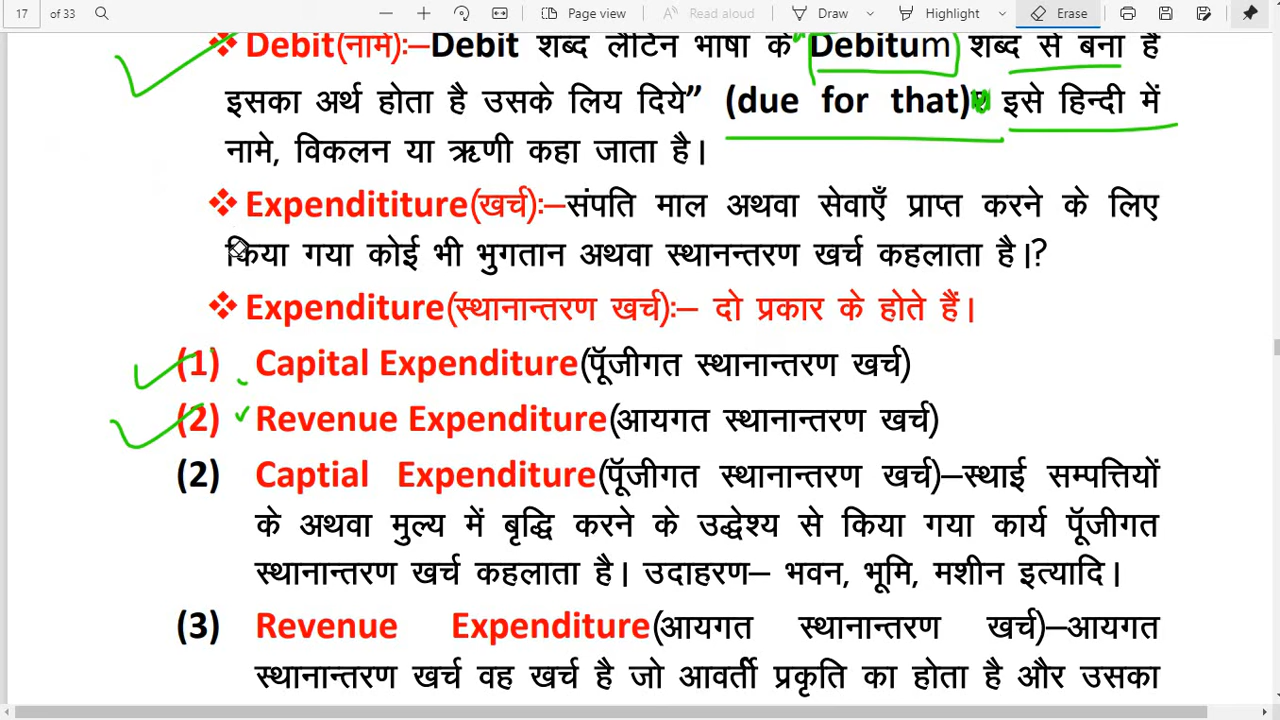 17 of 33 Page view Read aloud Draw Highlight Erase
❖ Debit(नामे):–Debit शब्द लैटिन भाषा के Debitum शब्द से बना है
इसका अर्थ होता है उसके लिय दिये” (due for that) इसे हिन्दी में
नामे, विकलन या ऋणी कहा जाता है।
❖ Expendititure(खर्च):–संपति माल अथवा सेवाएँ प्राप्त करने के लिए
किया गया कोई भी भुगतान अथवा स्थानन्तरण खर्च कहलाता है।?
❖ Expenditure(स्थानान्तरण खर्च):– दो प्रकार के होते हैं।
(1) Capital Expenditure(पूॅजीगत स्थानान्तरण खर्च)
(2) Revenue Expenditure(आयगत स्थानान्तरण खर्च)
(2) Captial Expenditure(पूॅजीगत स्थानान्तरण खर्च)–स्थाई सम्पत्तियों
के अथवा मुल्य में बृद्धि करने के उद्धेश्य से किया गया कार्य पूॅजीगत
स्थानान्तरण खर्च कहलाता है। उदाहरण– भवन, भूमि, मशीन इत्यादि।
(3) Revenue Expenditure(आयगत स्थानान्तरण खर्च)–आयगत
स्थानान्तरण खर्च वह खर्च है जो आवर्ती प्रकृति का होता है और उसका